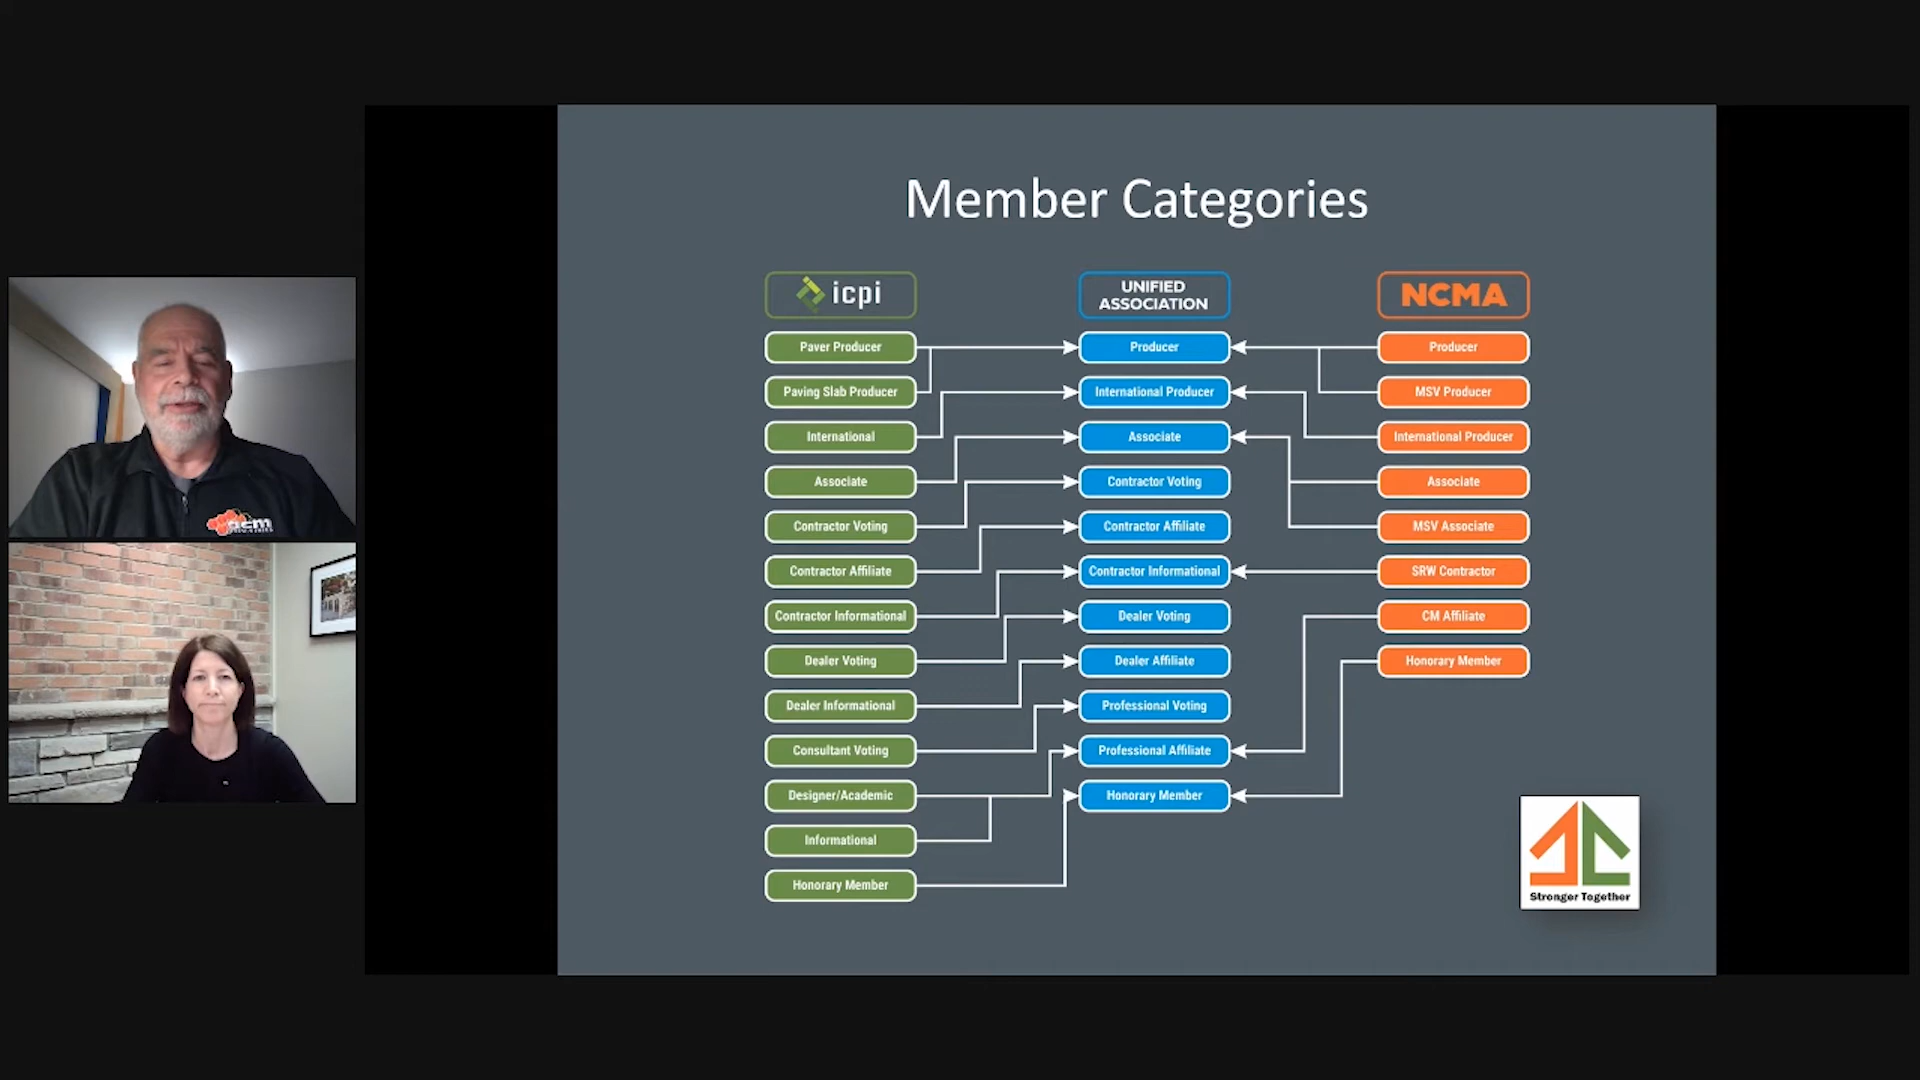 Member Categories
icpi
UNIFIED
ASSOCIATION
NCMA
Paver Producer
Producer
Producer
Paving Slab Producer
International Producer
MSV Producer
International
Associate
International Producer
Associate
Contractor Voting
Associate
Contractor Voting
Contractor Affiliate
MSV Associate
Contractor Affiliate
Contractor Informational
SRW Contractor
Contractor Informational
Dealer Voting
CM Affiliate
Dealer Voting
Dealer Affiliate
Honorary Member
Dealer Informational
Professional Voting
Consultant Voting
Professional Affiliate
Designer/Academic
Honorary Member
Informational
Honorary Member
Stronger Together
acm